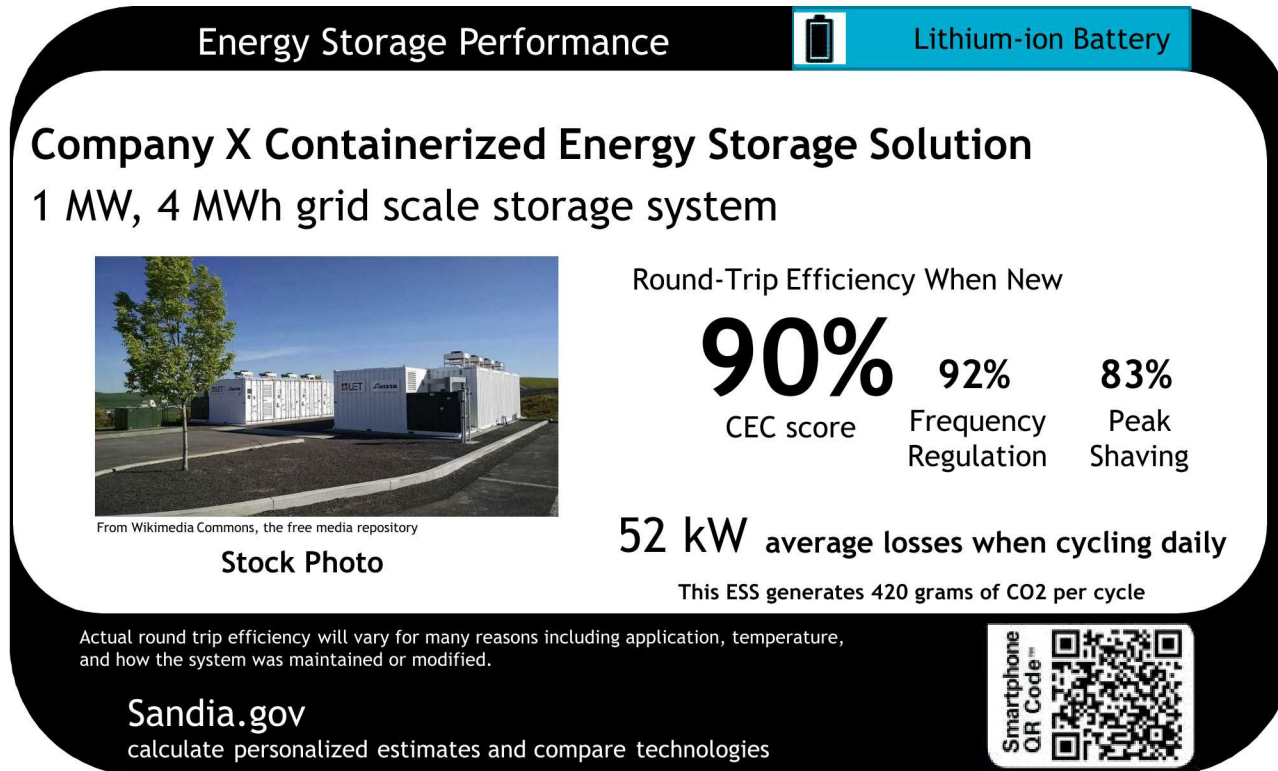 Energy Storage Performance
Lithium-ion Battery
Company X Containerized Energy Storage Solution
1 MW, 4 MWh grid scale storage system
UET
AVISTA
UET AVISTA
From Wikimedia Commons, the free media repository
Stock Photo
Round-Trip Efficiency When New
90%
CEC score
92%
Frequency
Regulation
83%
Peak
Shaving
52 kW average losses when cycling daily
This ESS generates 420 grams of CO2 per cycle
Actual round trip efficiency will vary for many reasons including application, temperature,
and how the system was maintained or modified.
Sandia.gov
calculate personalized estimates and compare technologies
Smartphone
QR Code™